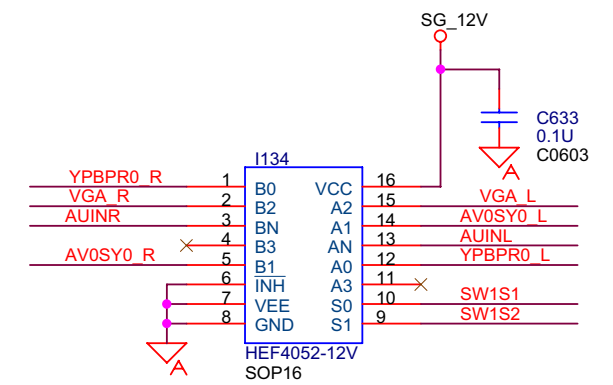 SG_12V
C633
0.1U
C0603
A
I134
YPBPR0_R 1 B0 VCC 16
VGA_R 2 B2 A2 15 VGA_L
AUINR 3 BN A1 14 AV0SY0_L
4 B3 AN 13 AUINL
AV0SY0_R 5 B1 A0 12 YPBPR0_L
6 INH A3 11
7 VEE S0 10 SW1S1
8 GND S1 9 SW1S2
HEF4052-12V
SOP16
A